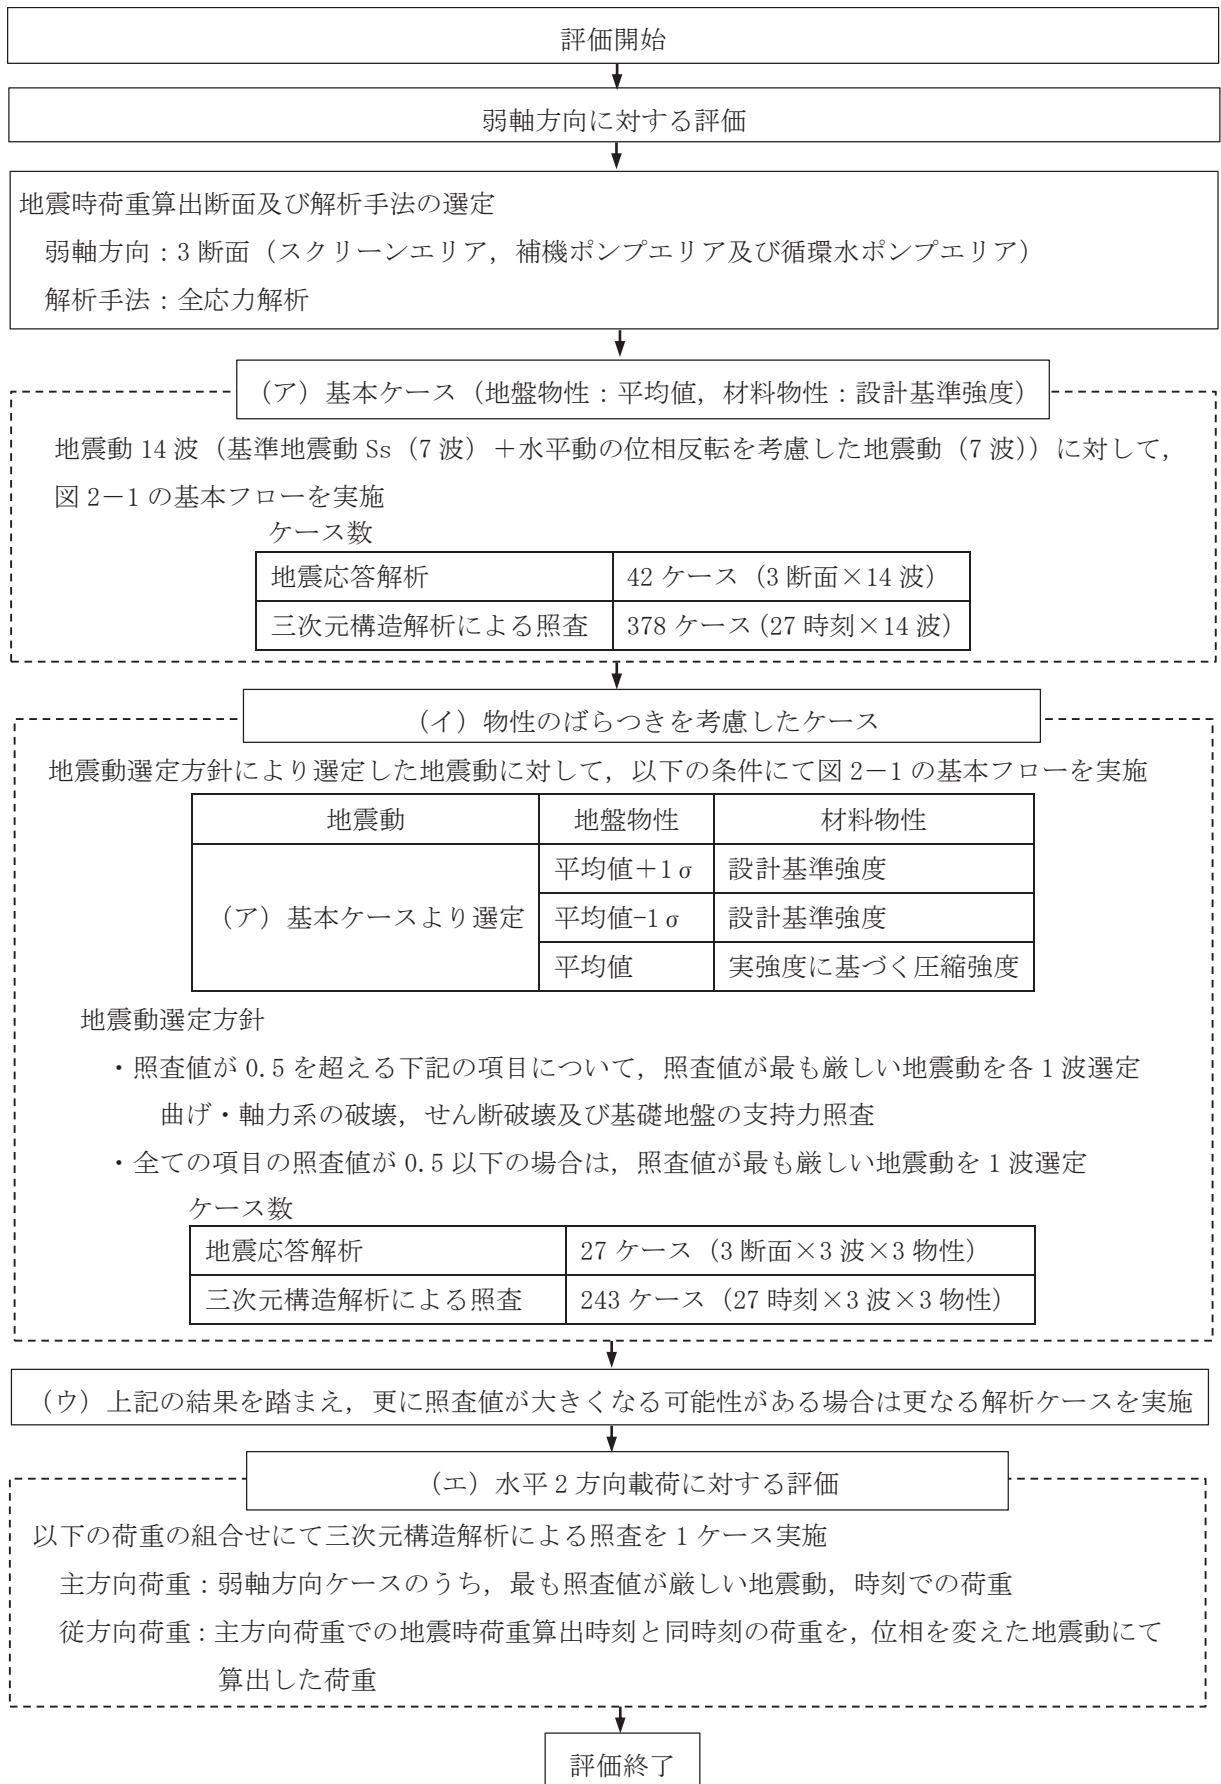 評価開始
弱軸方向に対する評価
地震時荷重算出断面及び解析手法の選定
弱軸方向：3断面（スクリーンエリア，補機ポンプエリア及び循環水ポンプエリア）
解析手法：全応力解析
（ア）基本ケース（地盤物性：平均値，材料物性：設計基準強度）
地震動14波（基準地震動Ss（7波）＋水平動の位相反転を考慮した地震動（7波））に対して，
図2－1の基本フローを実施
ケース数
地震応答解析 42ケース（3断面×14波）
三次元構造解析による照査 378ケース（27時刻×14波）
（イ）物性のばらつきを考慮したケース
地震動選定方針により選定した地震動に対して，以下の条件にて図2－1の基本フローを実施
地震動 地盤物性 材料物性
平均値＋1σ 設計基準強度
（ア）基本ケースより選定 平均値-1σ 設計基準強度
平均値 実強度に基づく圧縮強度
地震動選定方針
・照査値が0.5を超える下記の項目について，照査値が最も厳しい地震動を各1波選定
曲げ・軸力系の破壊，せん断破壊及び基礎地盤の支持力照査
・全ての項目の照査値が0.5以下の場合は，照査値が最も厳しい地震動を1波選定
ケース数
地震応答解析 27ケース（3断面×3波×3物性）
三次元構造解析による照査 243ケース（27時刻×3波×3物性）
（ウ）上記の結果を踏まえ，更に照査値が大きくなる可能性がある場合は更なる解析ケースを実施
（エ）水平2方向載荷に対する評価
以下の荷重の組合せにて三次元構造解析による照査を1ケース実施
主方向荷重：弱軸方向ケースのうち，最も照査値が厳しい地震動，時刻での荷重
従方向荷重：主方向荷重での地震時荷重算出時刻と同時刻の荷重を，位相を変えた地震動にて
算出した荷重
評価終了